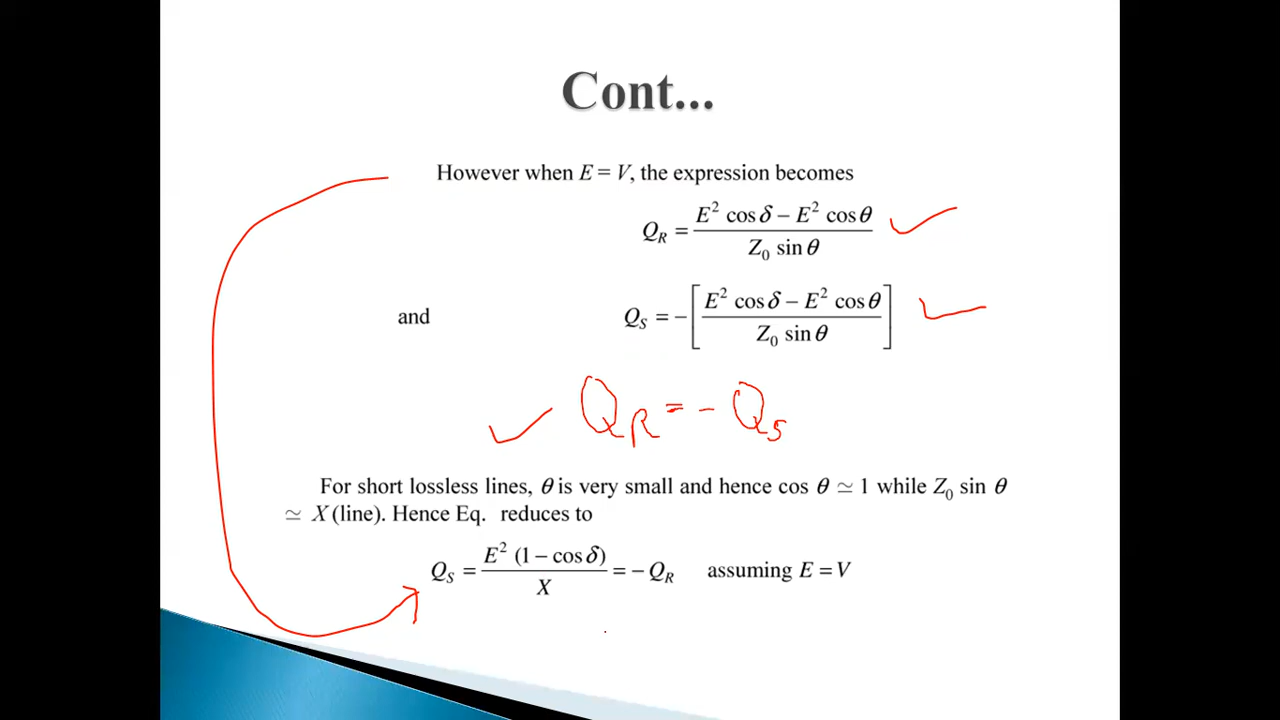 Cont...
However when E = V, the expression becomes
Q_R = (E² cos δ – E² cos θ) / (Z₀ sin θ)
and Q_S = –[(E² cos δ – E² cos θ) / (Z₀ sin θ)]
Q_R = – Q_S
For short lossless lines, θ is very small and hence cos θ ≃ 1 while Z₀ sin θ
≃ X (line). Hence Eq. reduces to
Q_S = E² (1 – cos δ) / X = – Q_R assuming E = V